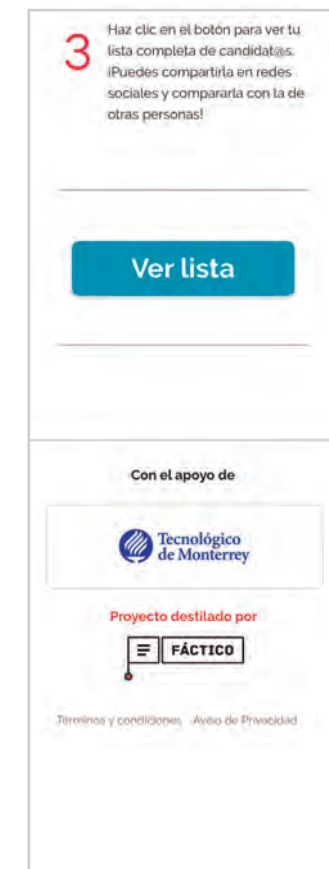 3
Haz clic en el botón para ver tu
lista completa de candidat@s.
¡Puedes compartirla en redes
sociales y compararla con la de
otras personas!
Ver lista
Con el apoyo de
Tecnológico
de Monterrey
Proyecto destilado por
FÁCTICO
Términos y condiciones Aviso de Privacidad